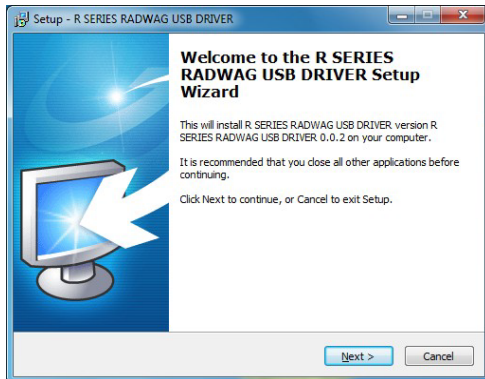 Setup - R SERIES RADWAG USB DRIVER
Welcome to the R SERIES
RADWAG USB DRIVER Setup
Wizard
This will install R SERIES RADWAG USB DRIVER version R
SERIES RADWAG USB DRIVER 0.0.2 on your computer.
It is recommended that you close all other applications before
continuing.
Click Next to continue, or Cancel to exit Setup.
Next >
Cancel